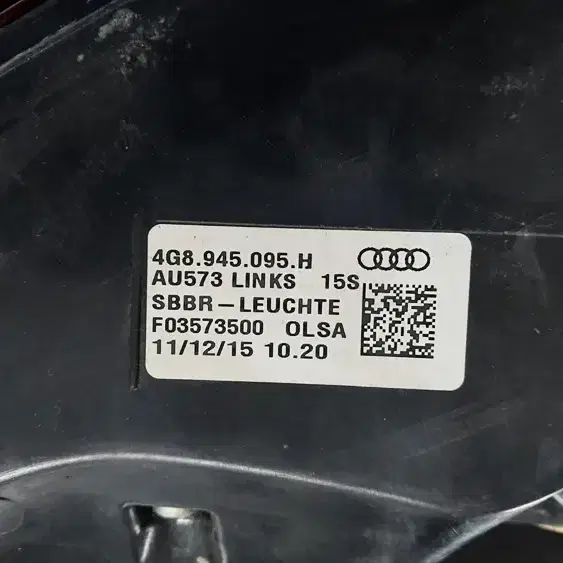 4G8.945.095.H
AU573 LINKS 15S
SBBR-LEUCHTE
F03573500 OLSA
11/12/15 10.20